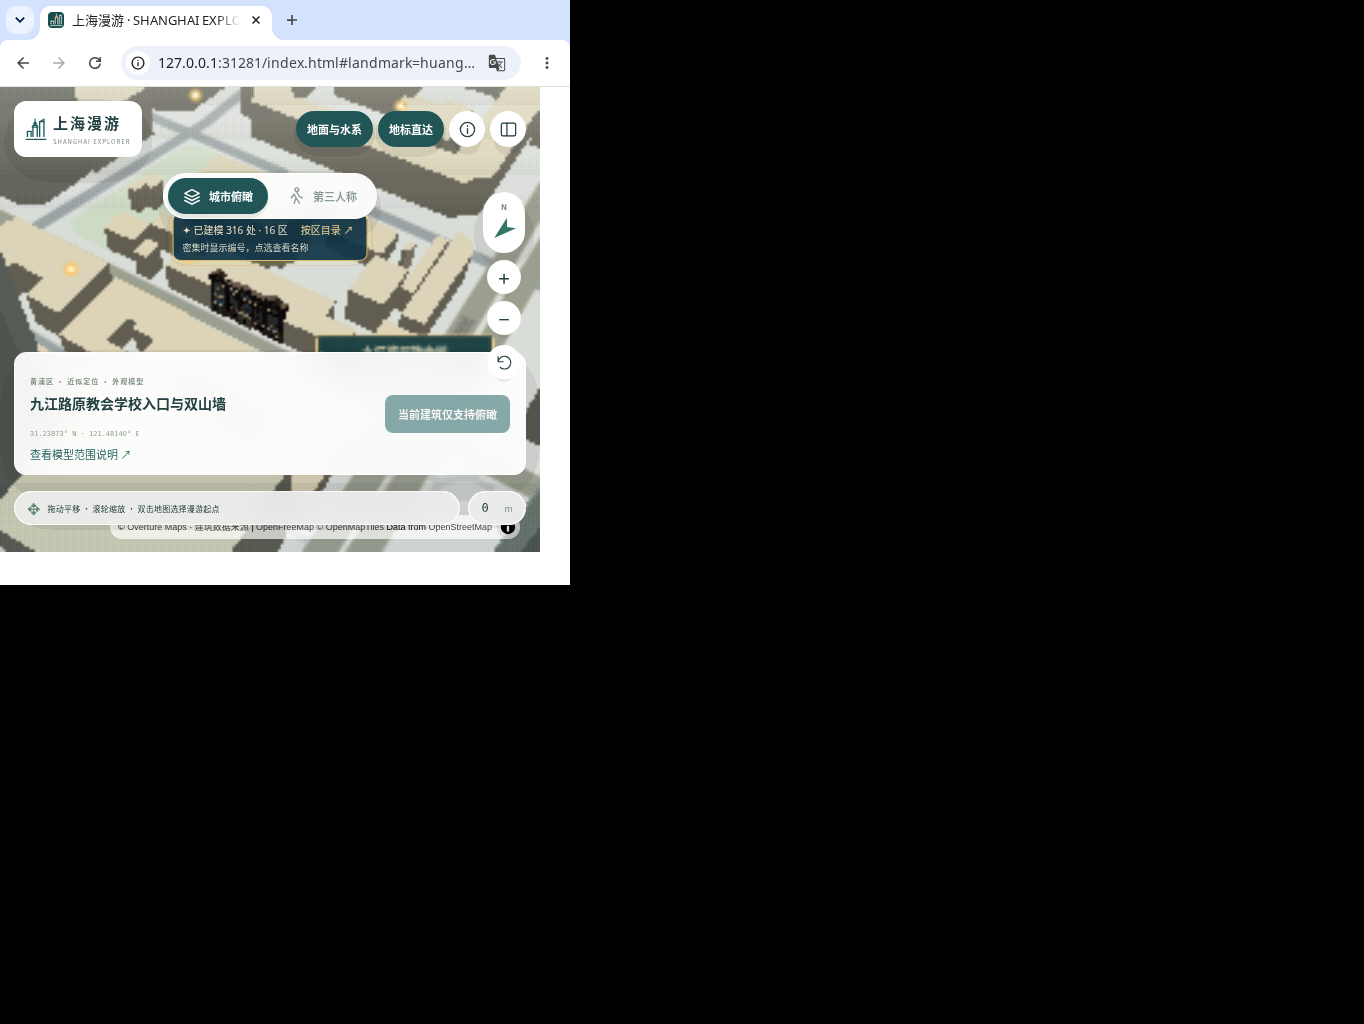 上海漫游 · SHANGHAI EXPLO
127.0.0.1:31281/index.html#landmark=huang...
上海漫游
SHANGHAI EXPLORER
地面与水系
地标直达
城市俯瞰
第三人称
N
✦ 已建模 316 处 · 16 区 按区目录 ↗
密集时显示编号，点选查看名称
+
−
黄浦区 · 近似定位 · 外观模型
九江路原教会学校入口与双山墙
当前建筑仅支持俯瞰
31.23873° N · 121.48140° E
查看模型范围说明 ↗
拖动平移 · 滚轮缩放 · 双击地图选择漫游起点
0 m
© Overture Maps · 建筑数据来源 | OpenFreeMap © OpenMapTiles Data from OpenStreetMap